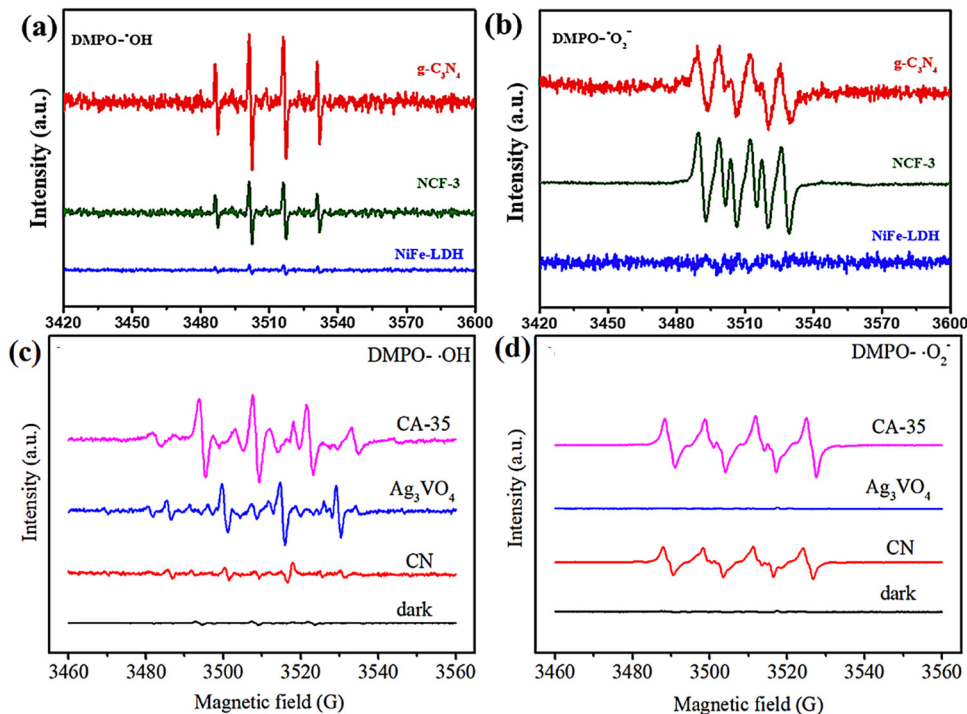 (a)
DMPO-•OH
g-C₃N₄
NCF-3
NiFe-LDH
Intensity (a.u.)
3420 3450 3480 3510 3540 3570 3600
(b)
DMPO-•O₂⁻
g-C₃N₄
NCF-3
NiFe-LDH
Intensity (a.u.)
3420 3450 3480 3510 3540 3570 3600
(c)
DMPO- ·OH
CA-35
Ag₃VO₄
CN
dark
Intensity (a.u.)
3460 3480 3500 3520 3540 3560
Magnetic field (G)
(d)
DMPO- ·O₂⁻
CA-35
Ag₃VO₄
CN
dark
Intensity (a.u.)
3460 3480 3500 3520 3540 3560
Magnetic field (G)